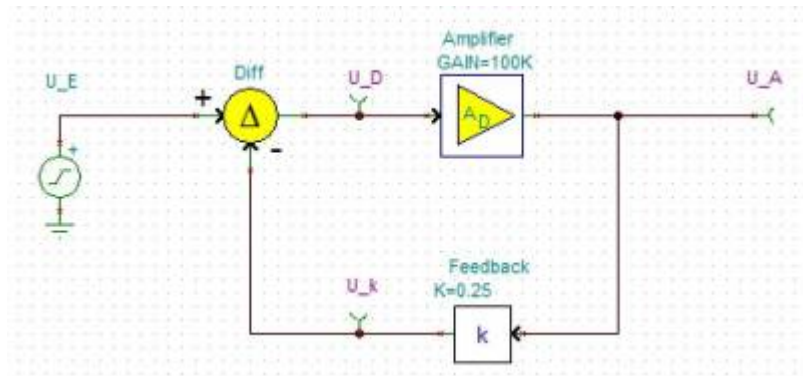 Amplifier
GAIN=100K
U_E
Diff
U_D
U_A
+
Δ
-
A_D
+
Feedback
K=0.25
U_k
k